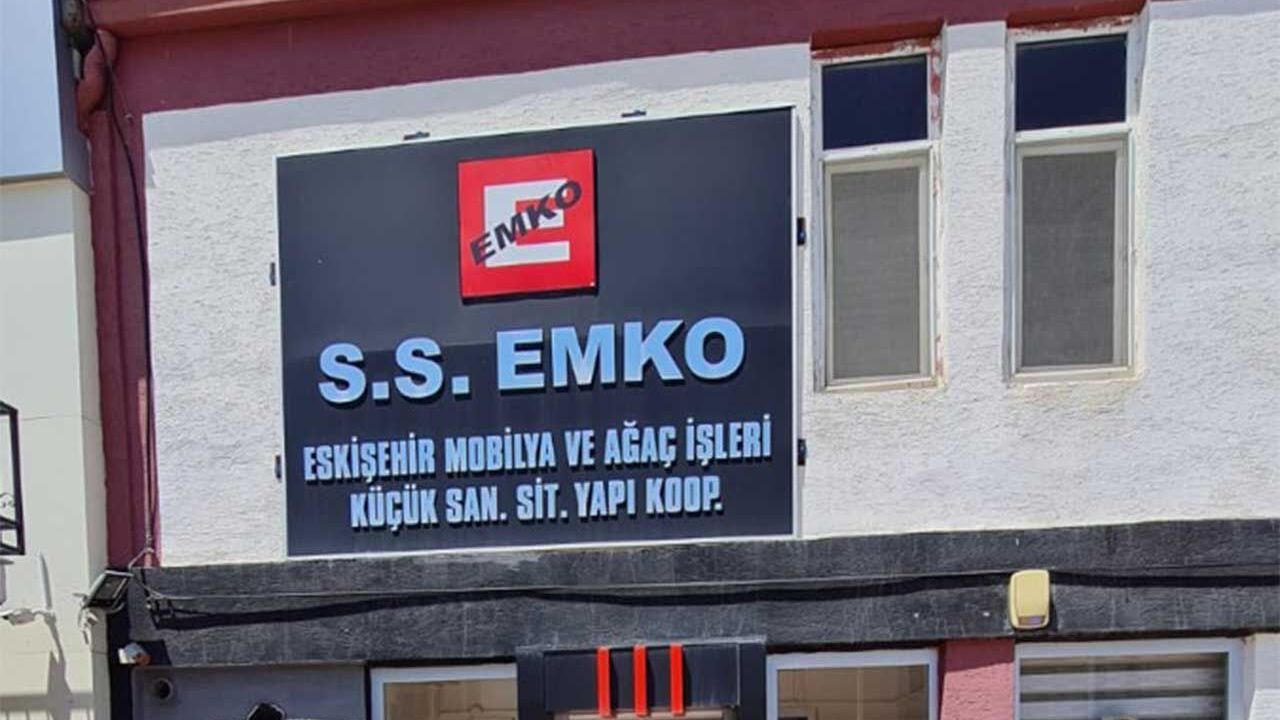 EMKO
S.S. EMKO
ESKİŞEHİR MOBİLYA VE AĞAÇ İŞLERİ
KÜÇÜK SAN. SİT. YAPI KOOP.